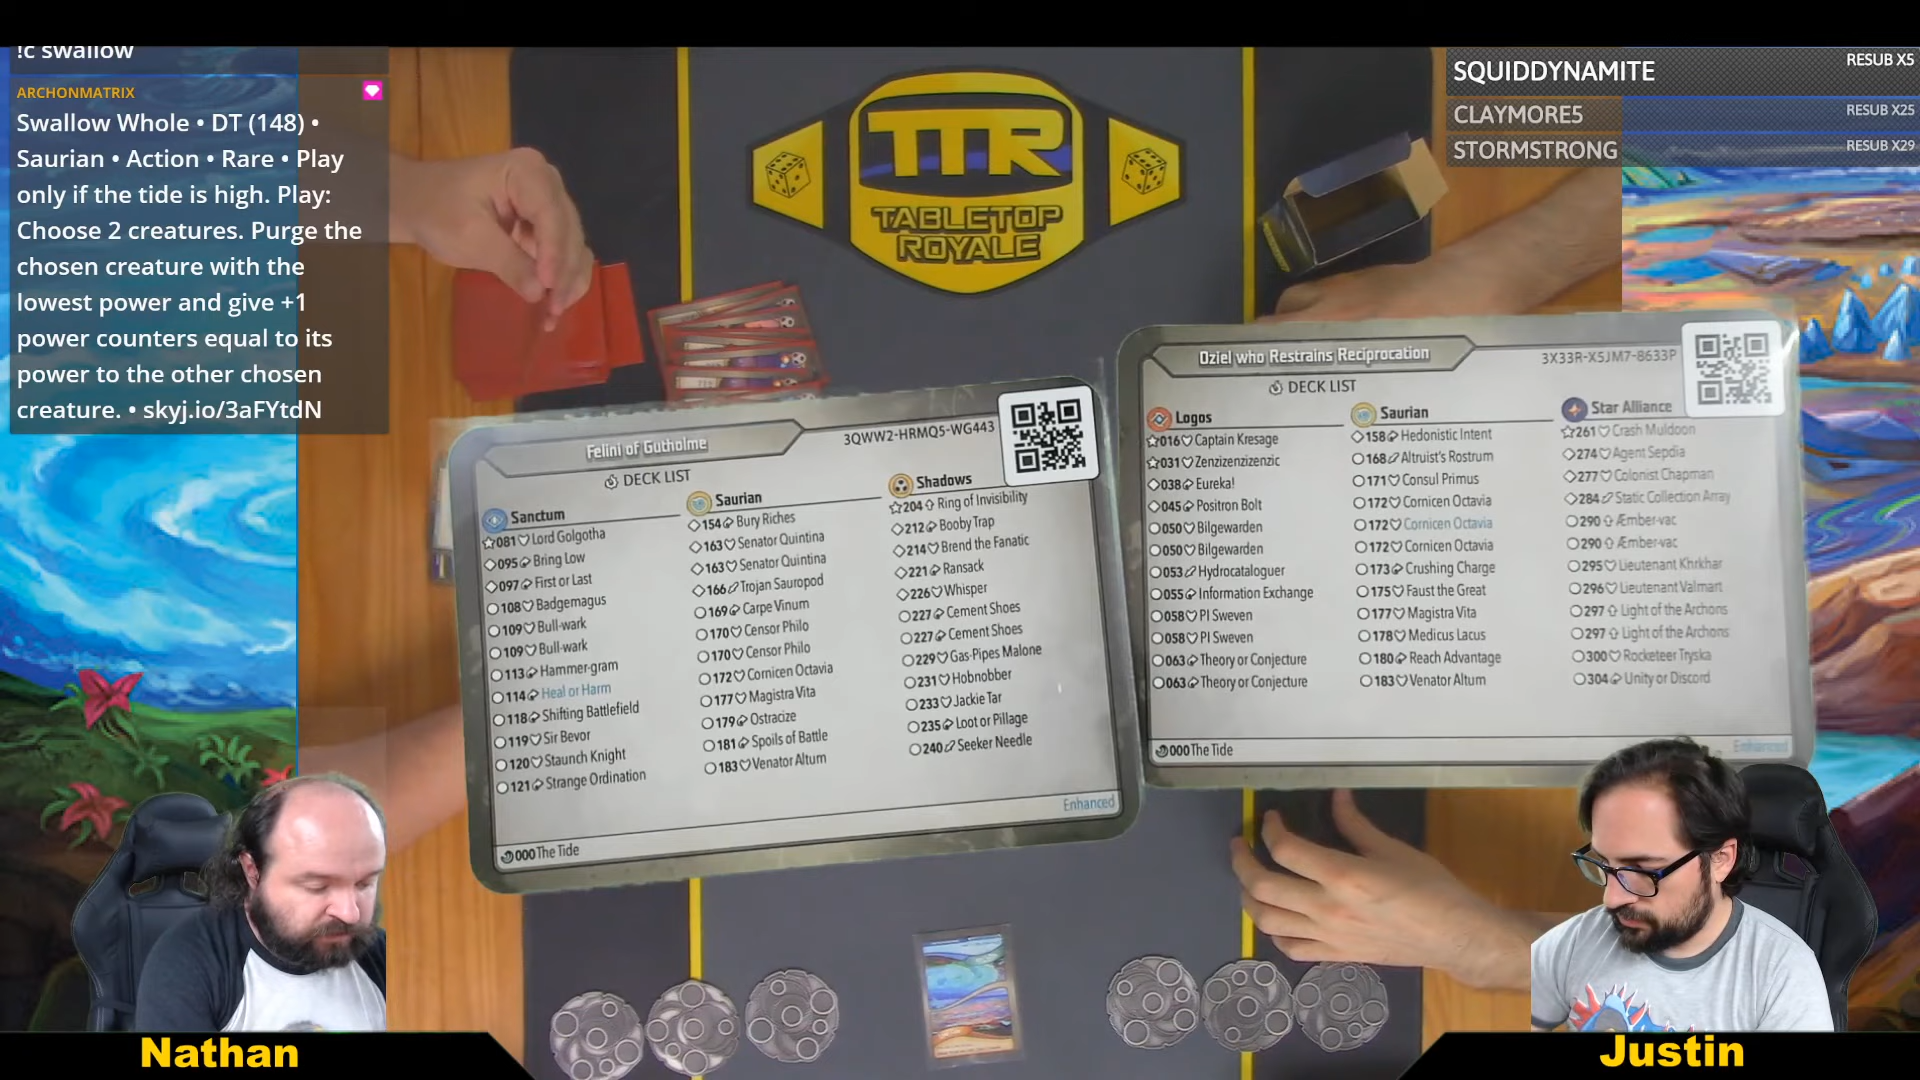 !c swallow
ARCHONMATRIX
Swallow Whole • DT (148) •
Saurian • Action • Rare • Play
only if the tide is high. Play:
Choose 2 creatures. Purge the
chosen creature with the
lowest power and give +1
power counters equal to its
power to the other chosen
creature. • skyj.io/3aFYtdN
SQUIDDYNAMITE RESUB X5
CLAYMORE5 RESUB X25
STORMSTRONG RESUB X29
TTR
TABLETOP
ROYALE
Felini of Gutholme 3QWW2-HRMQ5-WG443
DECK LIST
Sanctum
081 Lord Golgotha
095 Bring Low
097 First or Last
108 Badgemagus
109 Bull-wark
109 Bull-wark
113 Hammer-gram
114 Heal or Harm
118 Shifting Battlefield
119 Sir Bevor
120 Staunch Knight
121 Strange Ordination
Saurian
154 Bury Riches
163 Senator Quintina
163 Senator Quintina
166 Trojan Sauropod
169 Carpe Vinum
170 Censor Philo
170 Censor Philo
172 Cornicen Octavia
177 Magistra Vita
179 Ostracize
181 Spoils of Battle
183 Venator Altum
Shadows
204 Ring of Invisibility
212 Booby Trap
214 Brend the Fanatic
221 Ransack
226 Whisper
227 Cement Shoes
227 Cement Shoes
229 Gas-Pipes Malone
231 Hobnobber
233 Jackie Tar
235 Loot or Pillage
240 Seeker Needle
Enhanced
000 The Tide
Oziel who Restrains Reciprocation 3X33R-X5JM7-8633P
DECK LIST
Logos
016 Captain Kresage
031 Zenzizenzizenzic
038 Eureka!
045 Positron Bolt
050 Bilgewarden
050 Bilgewarden
053 Hydrocataloguer
055 Information Exchange
058 PI Sweven
058 PI Sweven
063 Theory or Conjecture
063 Theory or Conjecture
Saurian
158 Hedonistic Intent
168 Altruist's Rostrum
171 Consul Primus
172 Cornicen Octavia
172 Cornicen Octavia
172 Cornicen Octavia
173 Crushing Charge
175 Faust the Great
177 Magistra Vita
178 Medicus Lacus
180 Reach Advantage
183 Venator Altum
Star Alliance
261 Crash Muldoon
274 Agent Sepdia
277 Colonist Chapman
284 Static Collection Array
290 Æmber-vac
290 Æmber-vac
295 Lieutenant Khrkhar
296 Lieutenant Valmart
297 Light of the Archons
297 Light of the Archons
300 Rocketeer Tryska
304 Unity or Discord
000 The Tide
Enhanced
Nathan
Justin